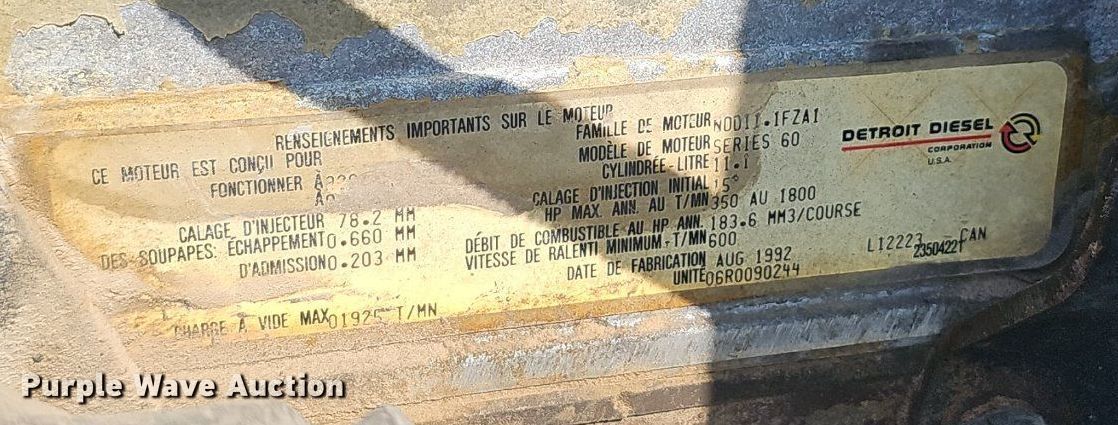 RENSEIGNEMENTS IMPORTANTS SUR LE MOTEUR
CE MOTEUR EST CONÇU POUR
FONCTIONNER À
CALAGE D'INJECTEUR 78.2 MM
DES SOUPAPES: ÉCHAPPEMENT 0.660 MM
D'ADMISSION 0.203 MM
CHARGE A VIDE MAX 01925 T/MN
FAMILLE DE MOTEUR
MODÈLE DE MOTEUR SERIES 60
CYLINDRÉE-LITRE 11.1
CALAGE D'INJECTION INITIAL 15°
HP MAX. ANN. AU T/MN 350 AU 1800
DÉBIT DE COMBUSTIBLE AU HP ANN. 183.6 MM3/COURSE
VITESSE DE RALENTI MINIMUM-T/MN 600
DATE DE FABRICATION AUG 1992
UNITÉ 06R0090244
DETROIT DIESEL
CORPORATION
U.S.A.
L12223 - CAN
23504221
Purple Wave Auction